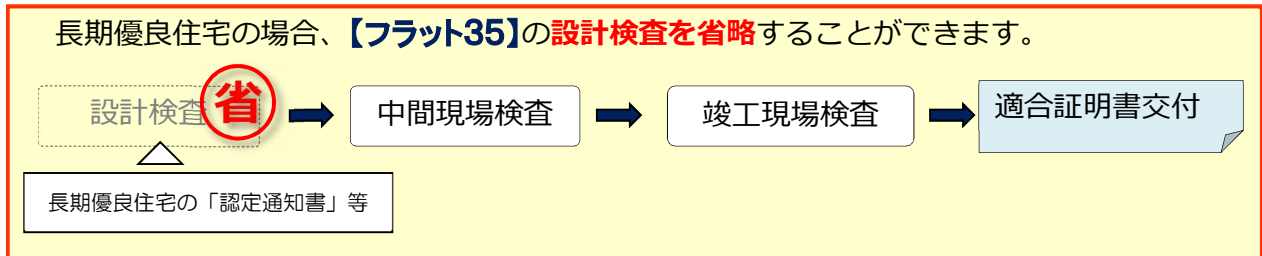 長期優良住宅の場合、【フラット35】の設計検査を省略することができます。
設計検査 省 中間現場検査 竣工現場検査 適合証明書交付
長期優良住宅の「認定通知書」等